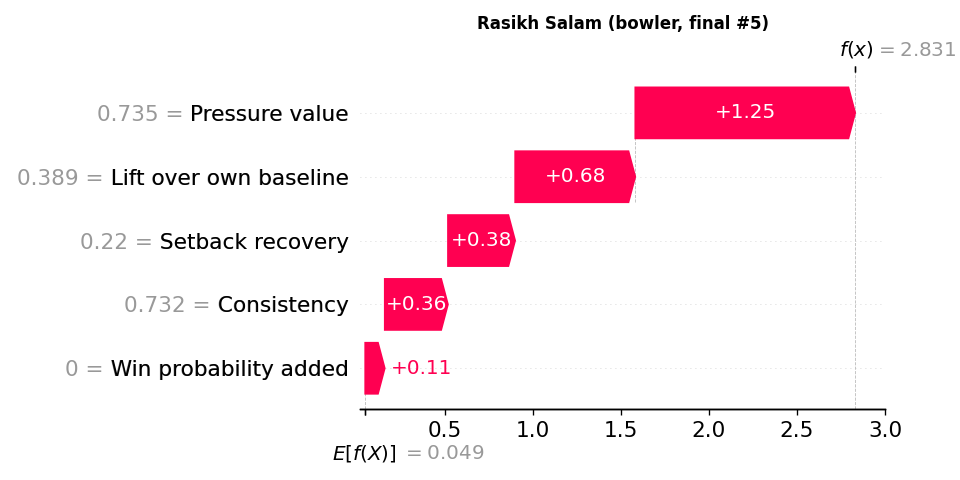 Rasikh Salam (bowler, final #5)
f(x) = 2.831
0.735 = Pressure value +1.25
0.389 = Lift over own baseline +0.68
0.22 = Setback recovery +0.38
0.732 = Consistency +0.36
0 = Win probability added +0.11
0.5 1.0 1.5 2.0 2.5 3.0
E[f(X)] = 0.049